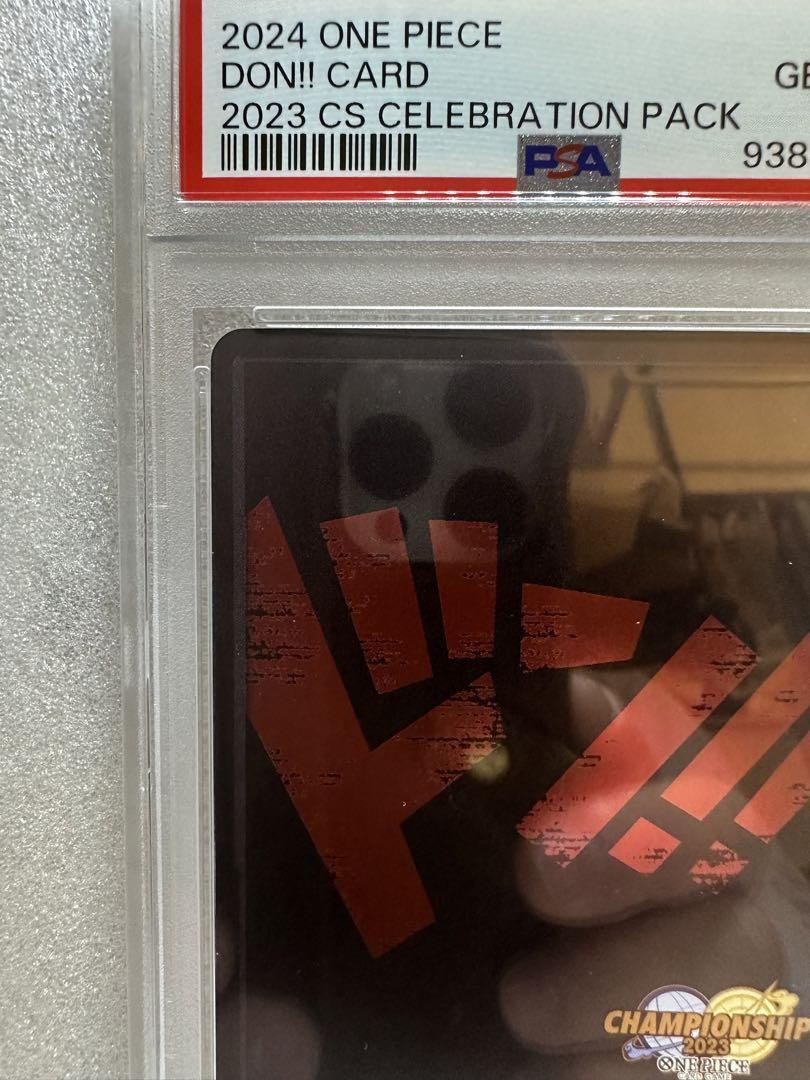 2024 ONE PIECE
DON!! CARD
GE
2023 CS CELEBRATION PACK
PSA
938
ドン!!
CHAMPIONSHIP
2023
ONE PIECE
CARD GAME